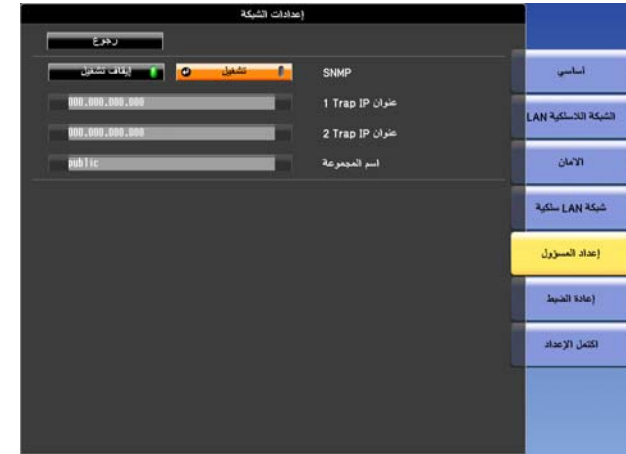 إعدادات الشبكة
رجوع
SNMP تشغيل إيقاف تشغيل
عنوان Trap IP 1 000.000.000.000
عنوان Trap IP 2 000.000.000.000
اسم المجموعة public
أساسي
الشبكة اللاسلكية LAN
الأمان
شبكة LAN سلكية
إعداد المسؤول
إعادة الضبط
اكتمل الإعداد